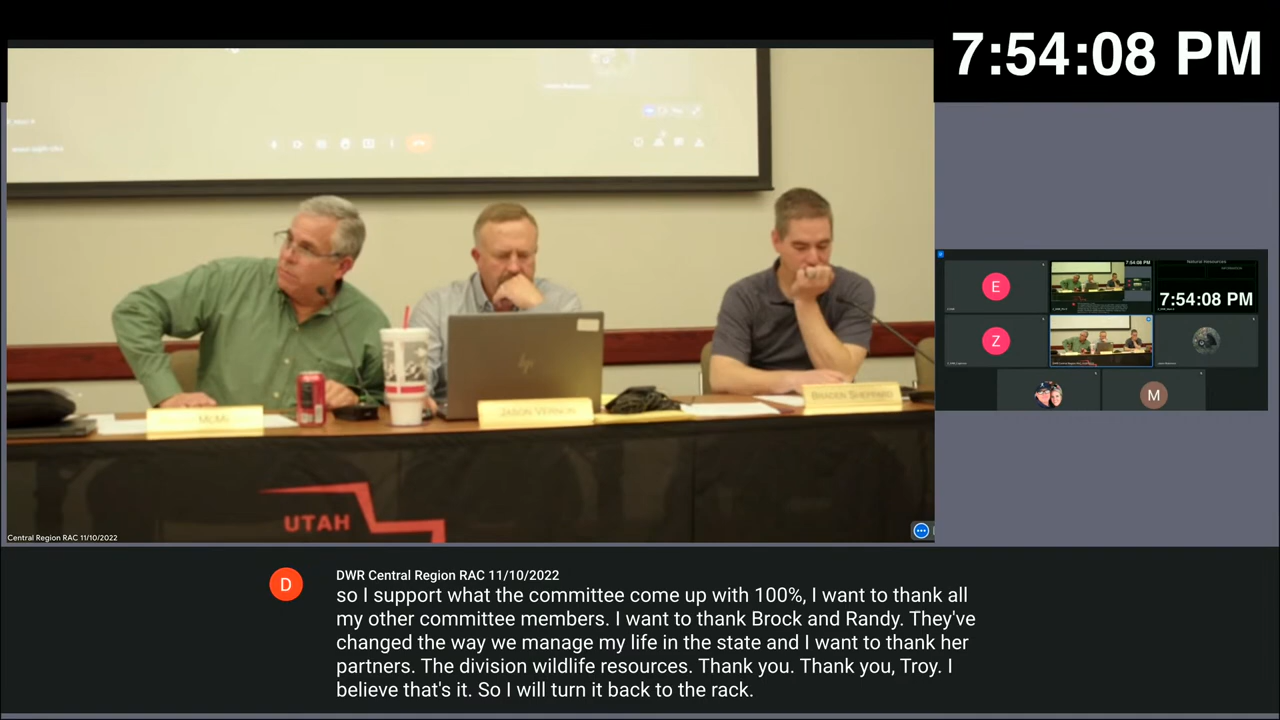 7:54:08 PM
JASON VERNON
BRADEN SHEPPARD
UTAH
Central Region RAC 11/10/2022
E
7:54:08 PM
Z
M
D
DWR Central Region RAC 11/10/2022
so I support what the committee come up with 100%, I want to thank all
my other committee members. I want to thank Brock and Randy. They've
changed the way we manage my life in the state and I want to thank her
partners. The division wildlife resources. Thank you. Thank you, Troy. I
believe that's it. So I will turn it back to the rack.